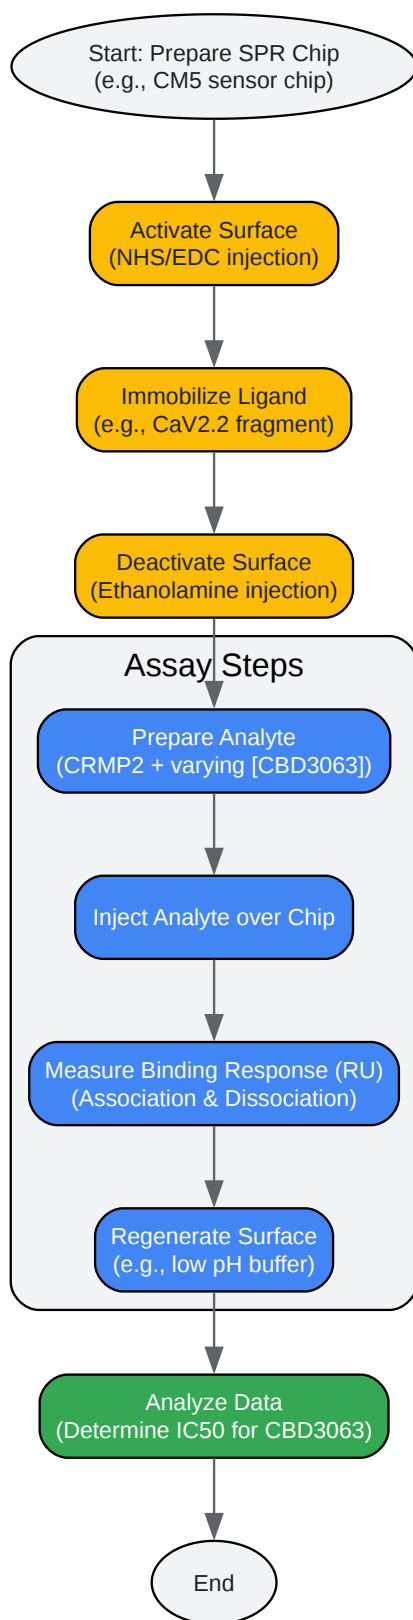 Start: Prepare SPR Chip
(e.g., CM5 sensor chip)
Activate Surface
(NHS/EDC injection)
Immobilize Ligand
(e.g., CaV2.2 fragment)
Deactivate Surface
(Ethanolamine injection)
Assay Steps
Prepare Analyte
(CRMP2 + varying [CBD3063])
Inject Analyte over Chip
Measure Binding Response (RU)
(Association & Dissociation)
Regenerate Surface
(e.g., low pH buffer)
Analyze Data
(Determine IC50 for CBD3063)
End